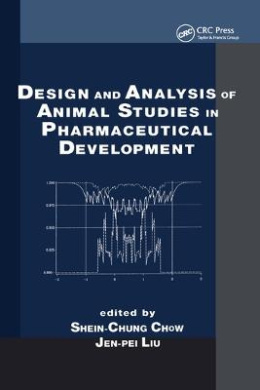 CRC Press
Taylor & Francis Group
DESIGN AND ANALYSIS OF
ANIMAL STUDIES IN
PHARMACEUTICAL
DEVELOPMENT
edited by
SHEIN-CHUNG CHOW
JEN-PEI LIU